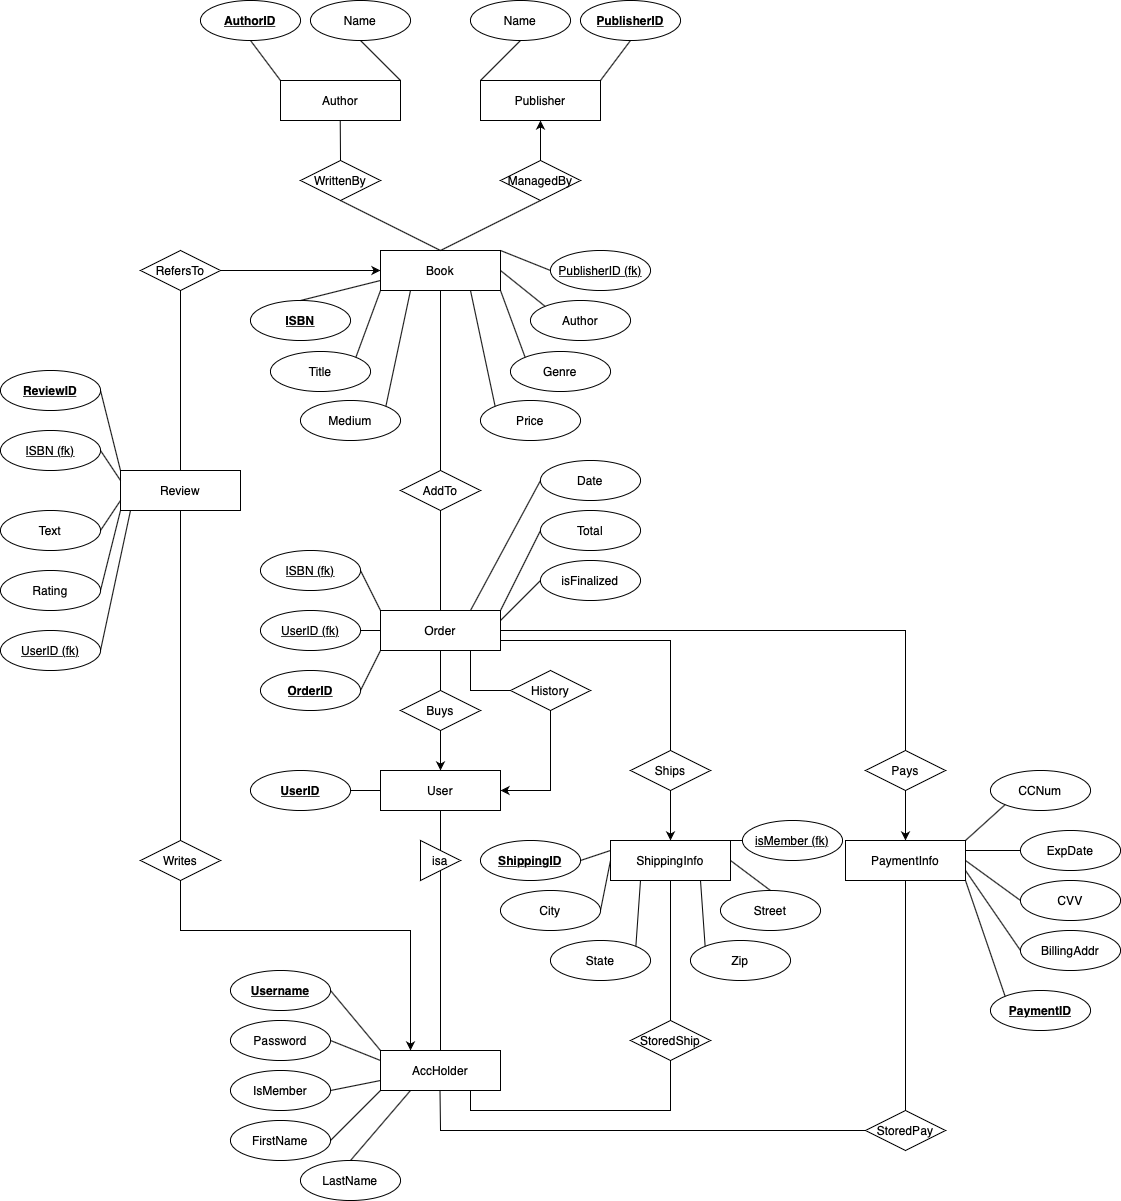 AuthorID
Name
Name
PublisherID
Author
Publisher
WrittenBy
ManagedBy
RefersTo
Book
PublisherID (fk)
ISBN
Author
Title
Genre
ReviewID
Medium
Price
ISBN (fk)
Review
AddTo
Date
Text
Total
ISBN (fk)
isFinalized
Rating
UserID (fk)
Order
UserID (fk)
OrderID
History
Buys
Ships
Pays
UserID
User
CCNum
isMember (fk)
Writes
isa
ShippingID
ShippingInfo
PaymentInfo
ExpDate
City
Street
CVV
State
Zip
BillingAddr
Username
PaymentID
Password
StoredShip
AccHolder
IsMember
FirstName
StoredPay
LastName